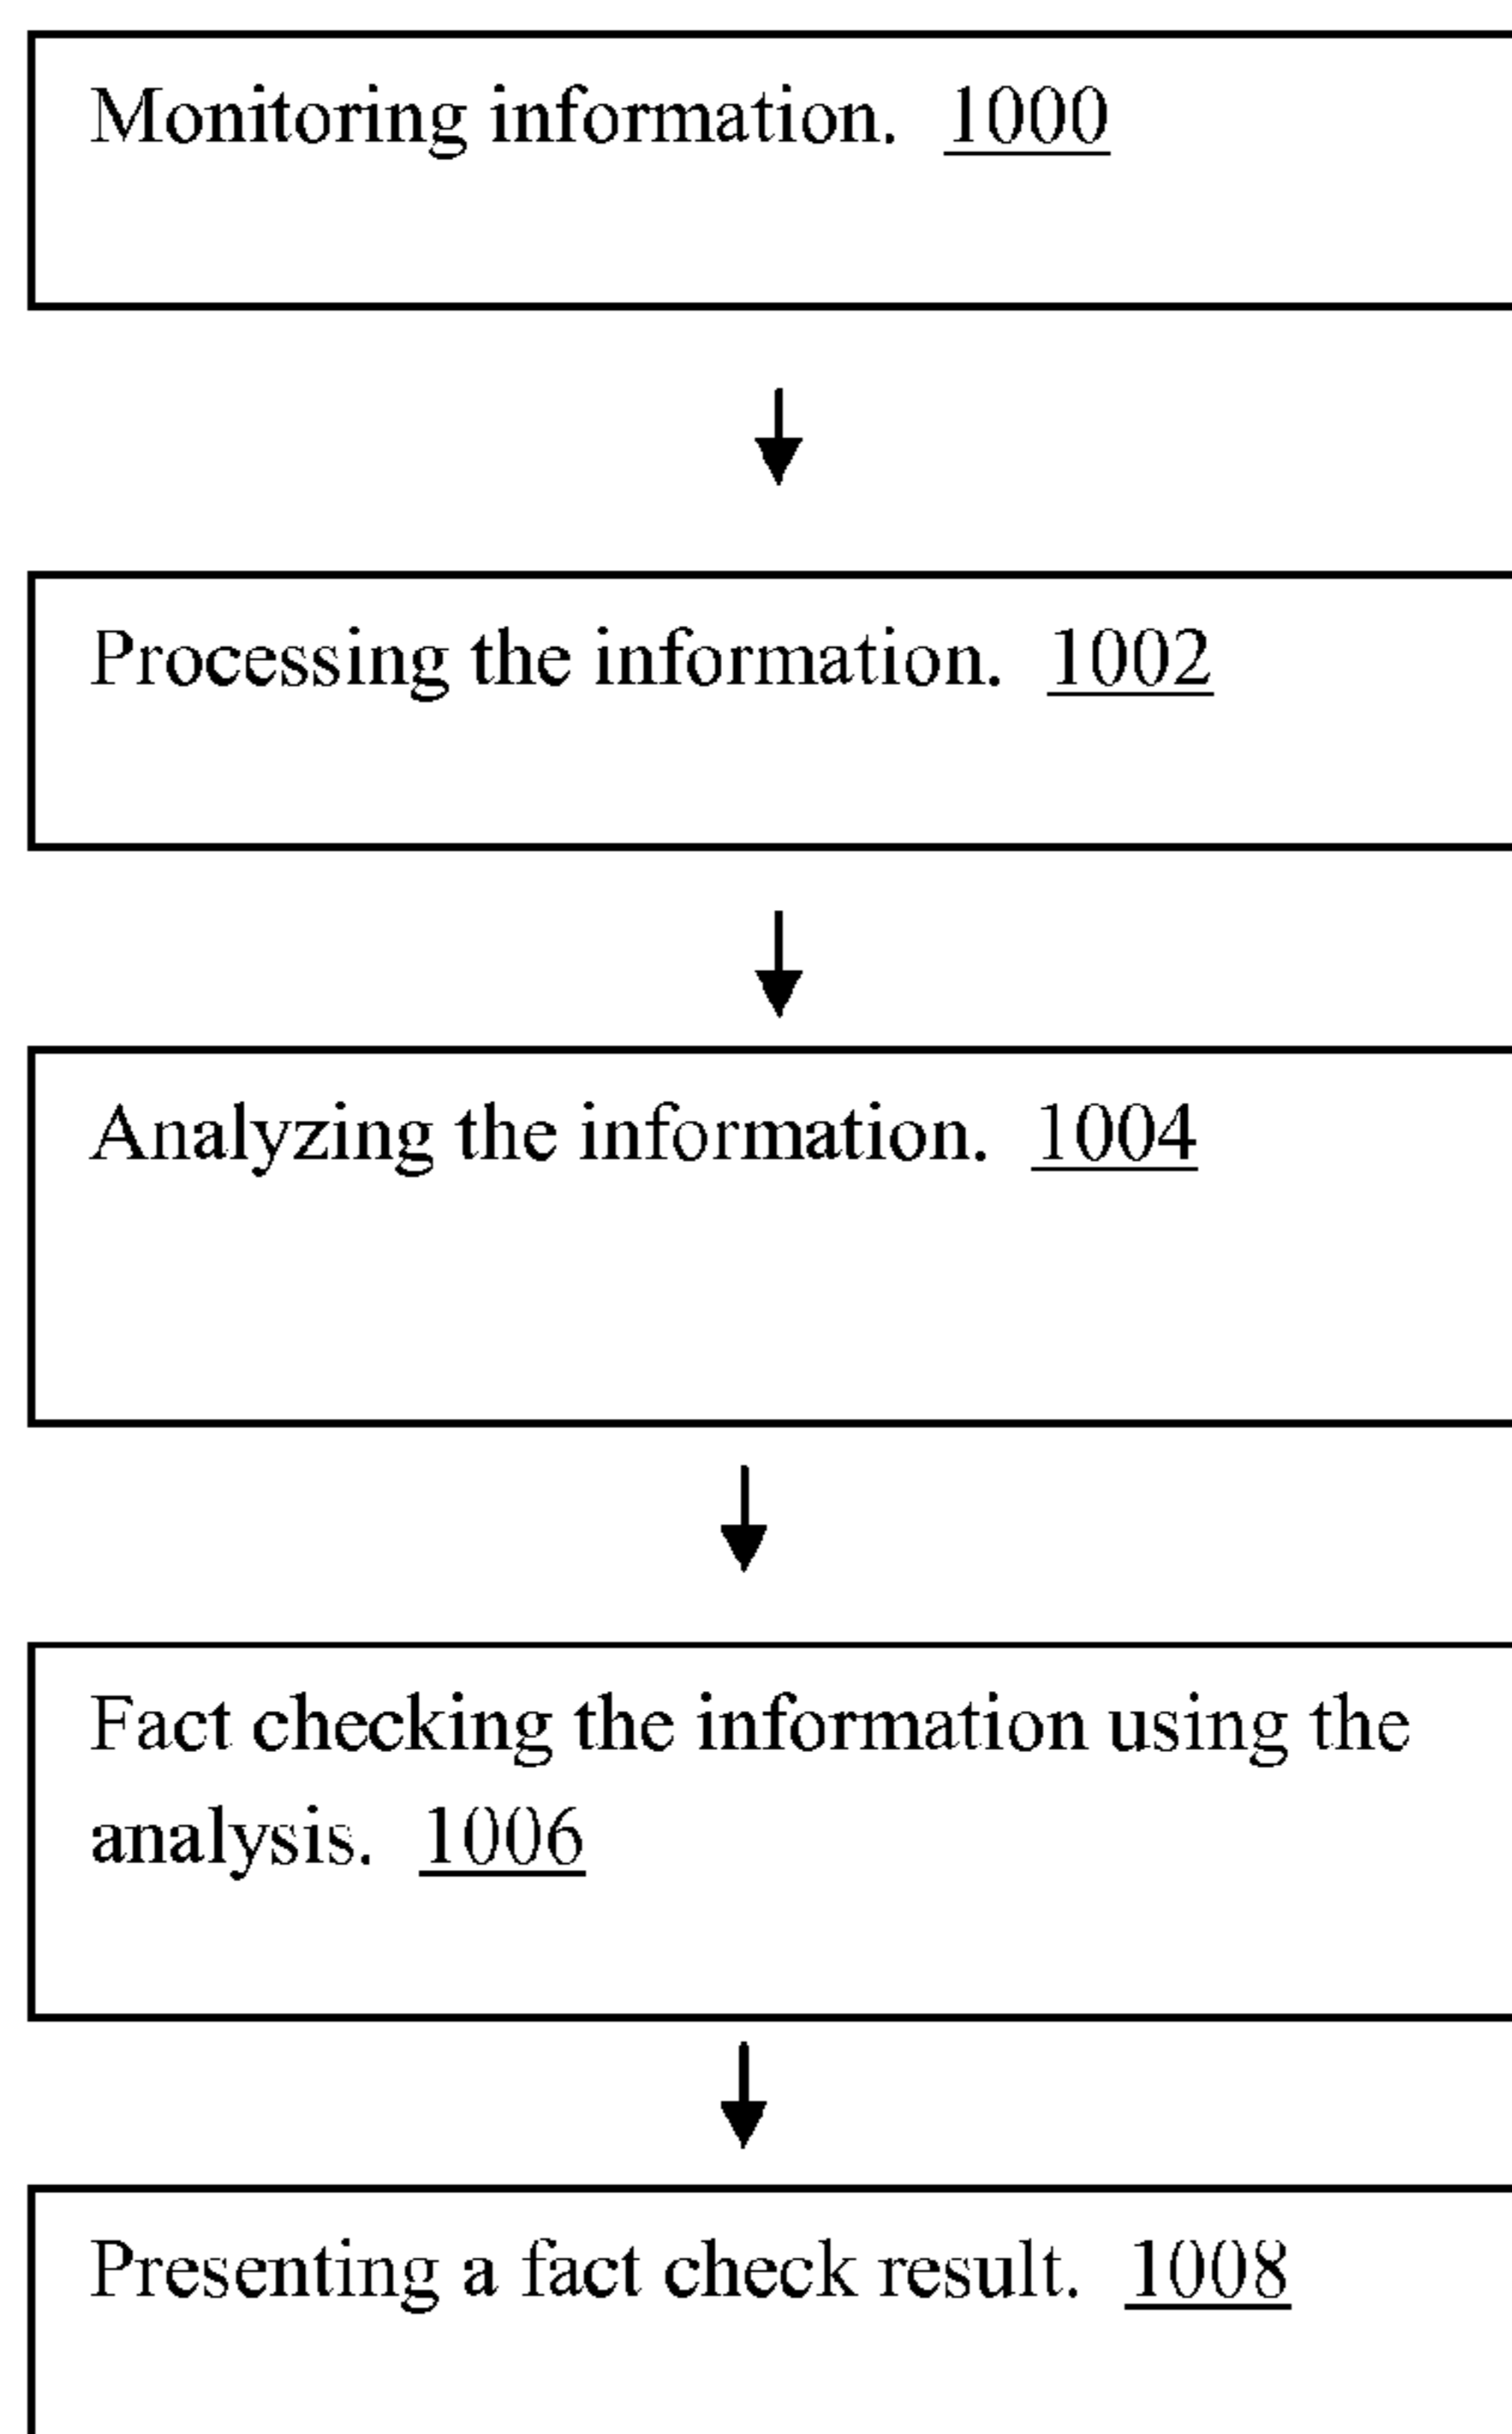 Monitoring information. 1000
Processing the information. 1002
Analyzing the information. 1004
Fact checking the information using the
analysis. 1006
Presenting a fact check result. 1008